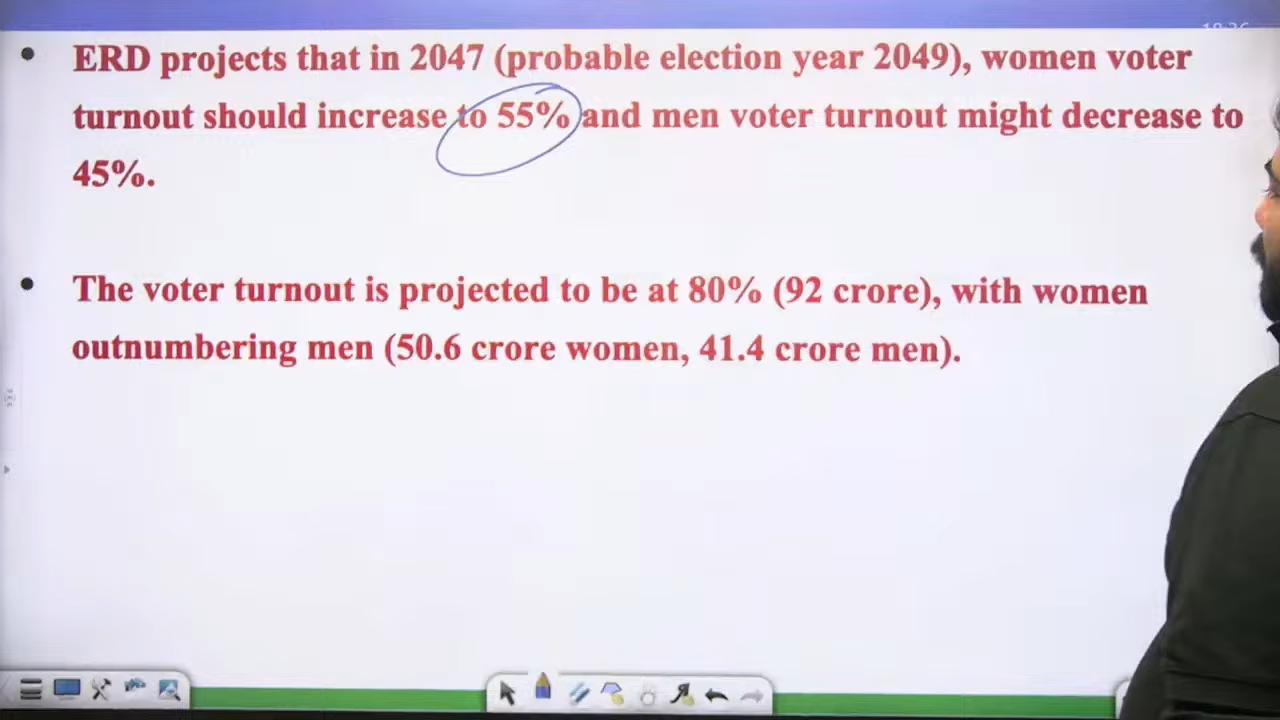 • ERD projects that in 2047 (probable election year 2049), women voter
turnout should increase to 55% and men voter turnout might decrease to
45%.
• The voter turnout is projected to be at 80% (92 crore), with women
outnumbering men (50.6 crore women, 41.4 crore men).